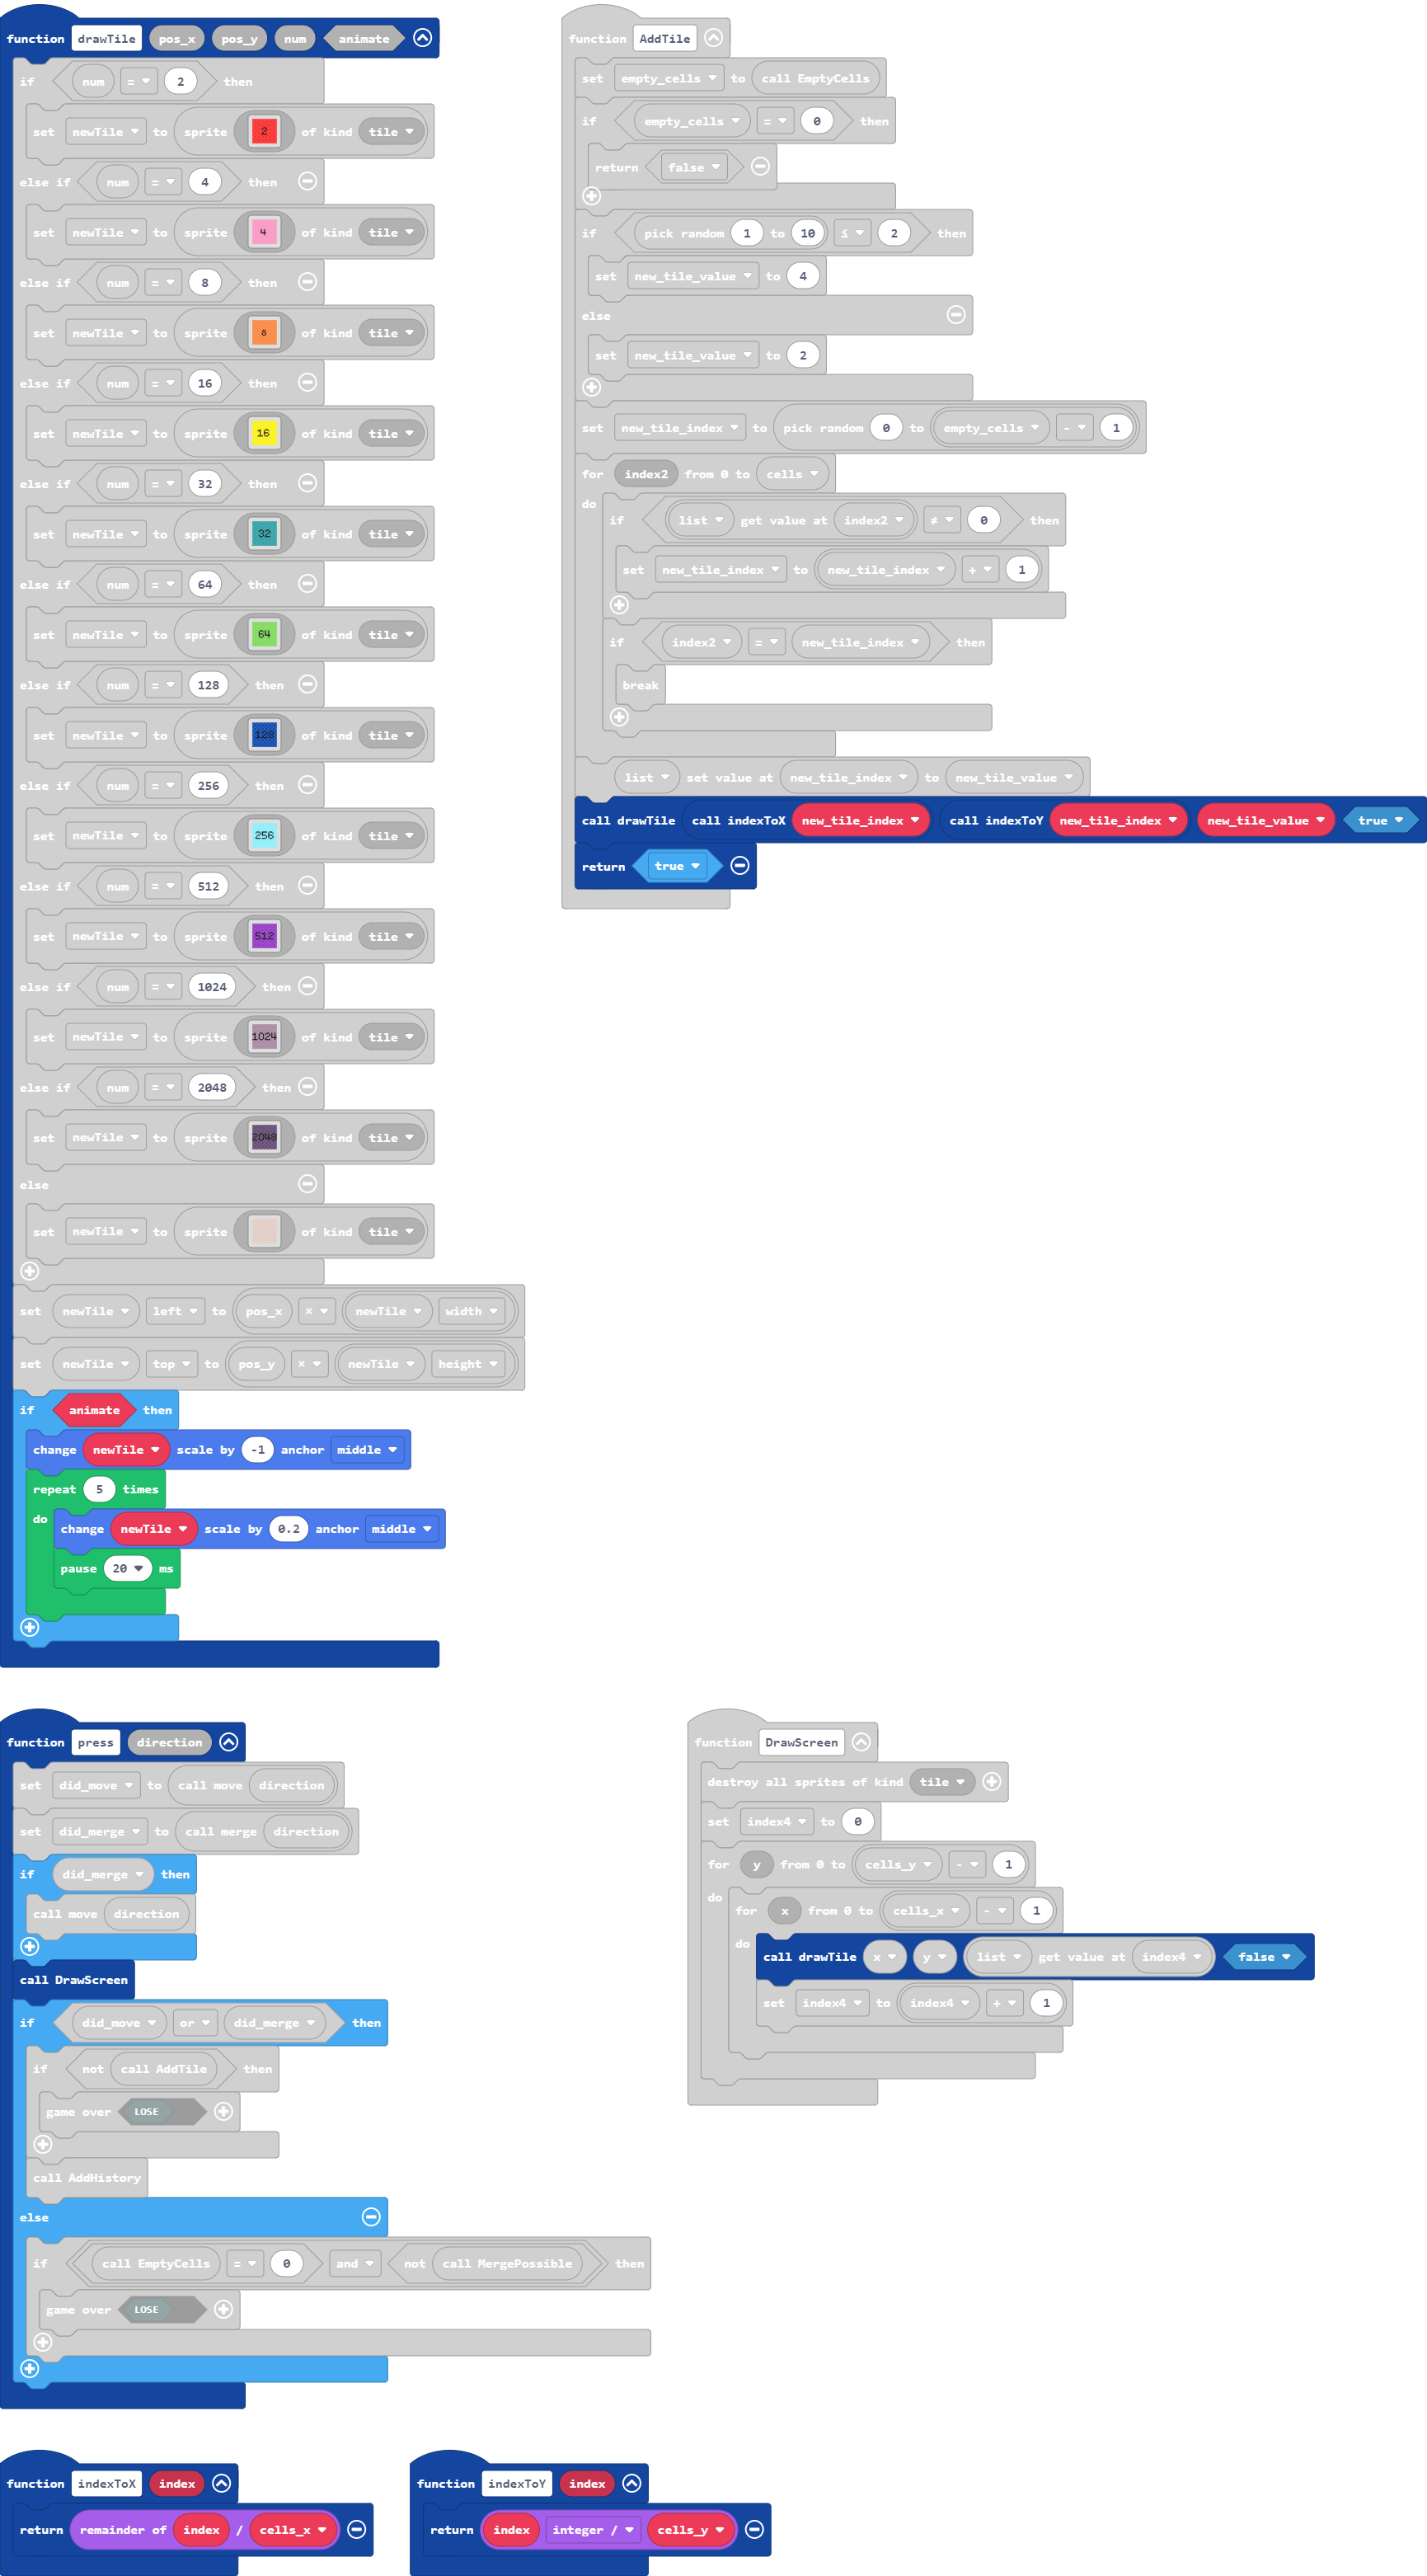 function drawTile pos_x pos_y num animate
if num = 2 then
set newTile to sprite 2 of kind tile
else if num = 4 then
set newTile to sprite 4 of kind tile
else if num = 8 then
set newTile to sprite 8 of kind tile
else if num = 16 then
set newTile to sprite 16 of kind tile
else if num = 32 then
set newTile to sprite 32 of kind tile
else if num = 64 then
set newTile to sprite 64 of kind tile
else if num = 128 then
set newTile to sprite 128 of kind tile
else if num = 256 then
set newTile to sprite 256 of kind tile
else if num = 512 then
set newTile to sprite 512 of kind tile
else if num = 1024 then
set newTile to sprite 1024 of kind tile
else if num = 2048 then
set newTile to sprite 2048 of kind tile
else
set newTile to sprite of kind tile
set newTile left to pos_x × newTile width
set newTile top to pos_y × newTile height
if animate then
change newTile scale by -1 anchor middle
repeat 5 times
do change newTile scale by 0.2 anchor middle
pause 20 ms
function AddTile
set empty_cells to call EmptyCells
if empty_cells = 0 then
return false
if pick random 1 to 10 ≤ 2 then
set new_tile_value to 4
else
set new_tile_value to 2
set new_tile_index to pick random 0 to empty_cells - 1
for index2 from 0 to cells
do if list get value at index2 ≠ 0 then
set new_tile_index to new_tile_index + 1
if index2 = new_tile_index then
break
list set value at new_tile_index to new_tile_value
call drawTile call indexToX new_tile_index call indexToY new_tile_index new_tile_value true
return true
function press direction
set did_move to call move direction
set did_merge to call merge direction
if did_merge then
call move direction
call DrawScreen
if did_move or did_merge then
if not call AddTile then
game over LOSE
call AddHistory
else
if call EmptyCells = 0 and not call MergePossible then
game over LOSE
function DrawScreen
destroy all sprites of kind tile
set index4 to 0
for y from 0 to cells_y - 1
do for x from 0 to cells_x - 1
do call drawTile x y list get value at index4 false
set index4 to index4 + 1
function indexToX index
return remainder of index / cells_x
function indexToY index
return index integer / cells_y